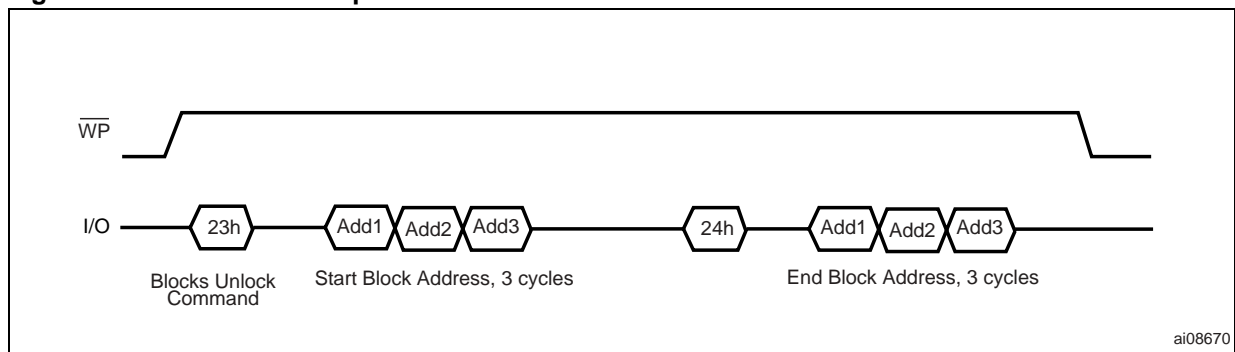 WP
I/O
23h
Add1
Add2
Add3
24h
Add1
Add2
Add3
Blocks Unlock
Command
Start Block Address, 3 cycles
End Block Address, 3 cycles
ai08670